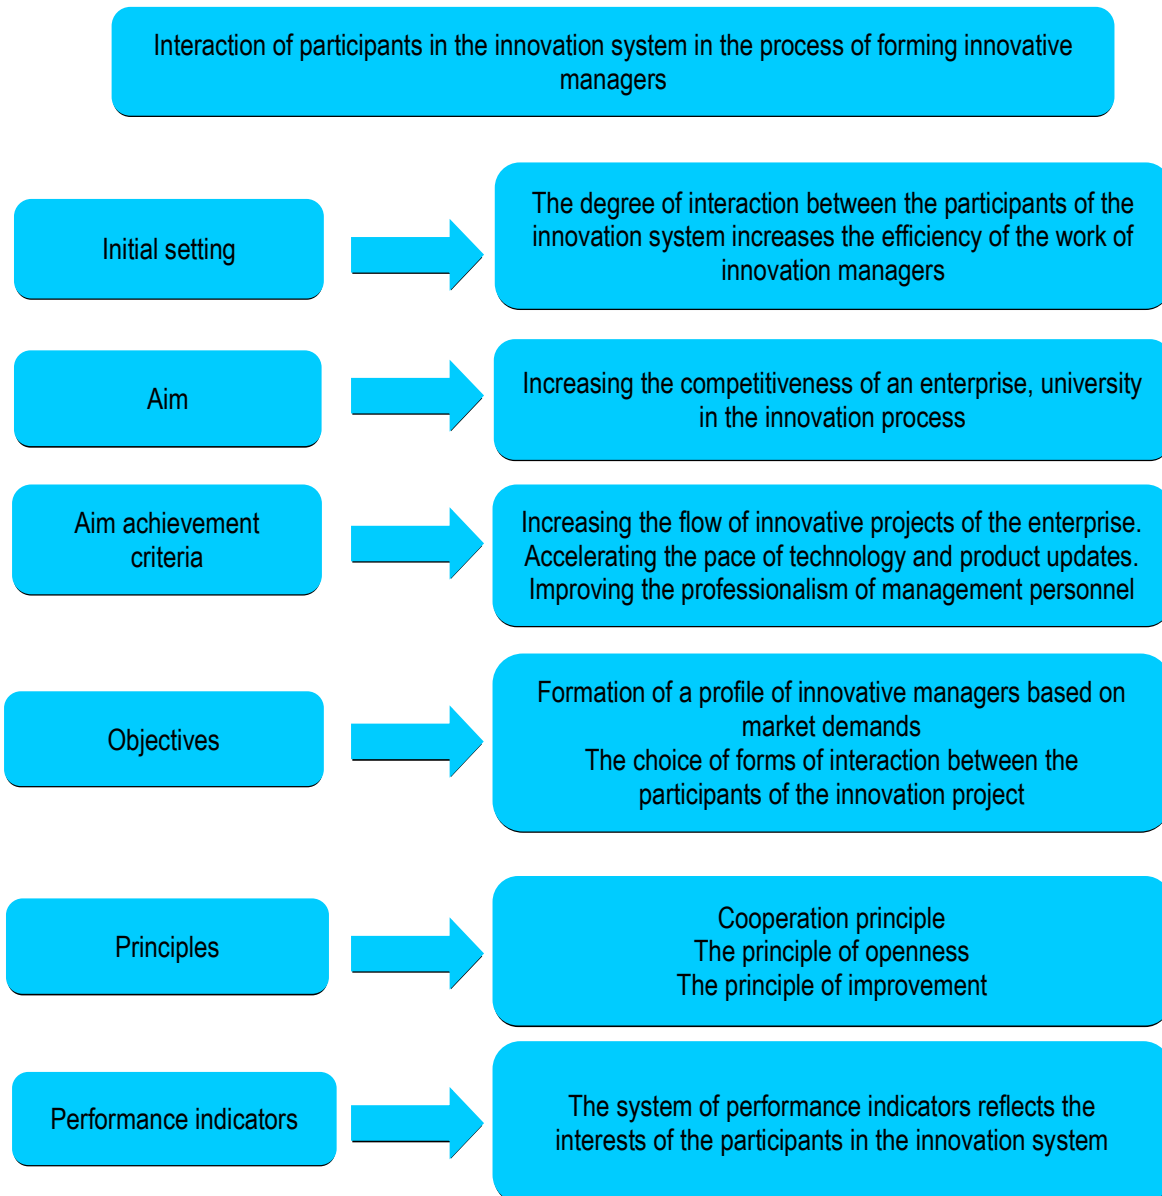 Interaction of participants in the innovation system in the process of forming innovative
managers
Initial setting
The degree of interaction between the participants of the
innovation system increases the efficiency of the work of
innovation managers
Aim
Increasing the competitiveness of an enterprise, university
in the innovation process
Aim achievement
criteria
Increasing the flow of innovative projects of the enterprise.
Accelerating the pace of technology and product updates.
Improving the professionalism of management personnel
Objectives
Formation of a profile of innovative managers based on
market demands
The choice of forms of interaction between the
participants of the innovation project
Principles
Cooperation principle
The principle of openness
The principle of improvement
Performance indicators
The system of performance indicators reflects the
interests of the participants in the innovation system